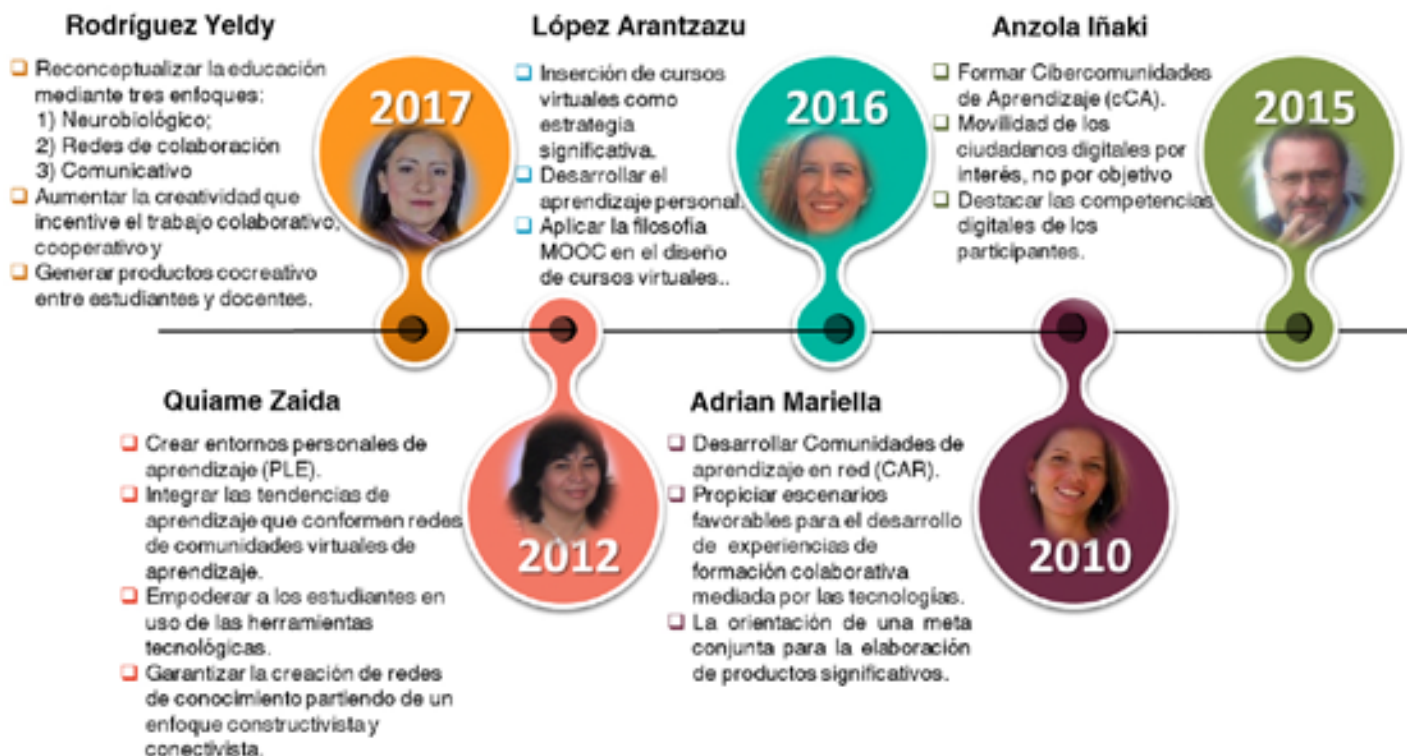 Rodríguez Yeldy
Reconceptualizar la educación
mediante tres enfoques:
1) Neurobiológico;
2) Redes de colaboración
3) Comunicativo
Aumentar la creatividad que
incentive el trabajo colaborativo,
cooperativo y
Generar productos cocreativo
entre estudiantes y docentes.
2017
López Arantzazu
Inserción de cursos
virtuales como
estrategia
significativa.
Desarrollar el
aprendizaje personal.
Aplicar la filosofía
MOOC en el diseño
de cursos virtuales..
2016
Anzola Iñaki
Formar Cibercomunidades
de Aprendizaje (cCA).
Movilidad de los
ciudadanos digitales por
interés, no por objetivo
Destacar las competencias
digitales de los
participantes.
2015
Quiame Zaida
Crear entornos personales de
aprendizaje (PLE).
Integrar las tendencias de
aprendizaje que conformen redes
de comunidades virtuales de
aprendizaje.
Empoderar a los estudiantes en
uso de las herramientas
tecnológicas.
Garantizar la creación de redes
de conocimiento partiendo de un
enfoque constructivista y
conectivista.
2012
Adrian Mariella
Desarrollar Comunidades de
aprendizaje en red (CAR).
Propiciar escenarios
favorables para el desarrollo
de experiencias de
formación colaborativa
mediada por las tecnologías.
La orientación de una meta
conjunta para la elaboración
de productos significativos.
2010